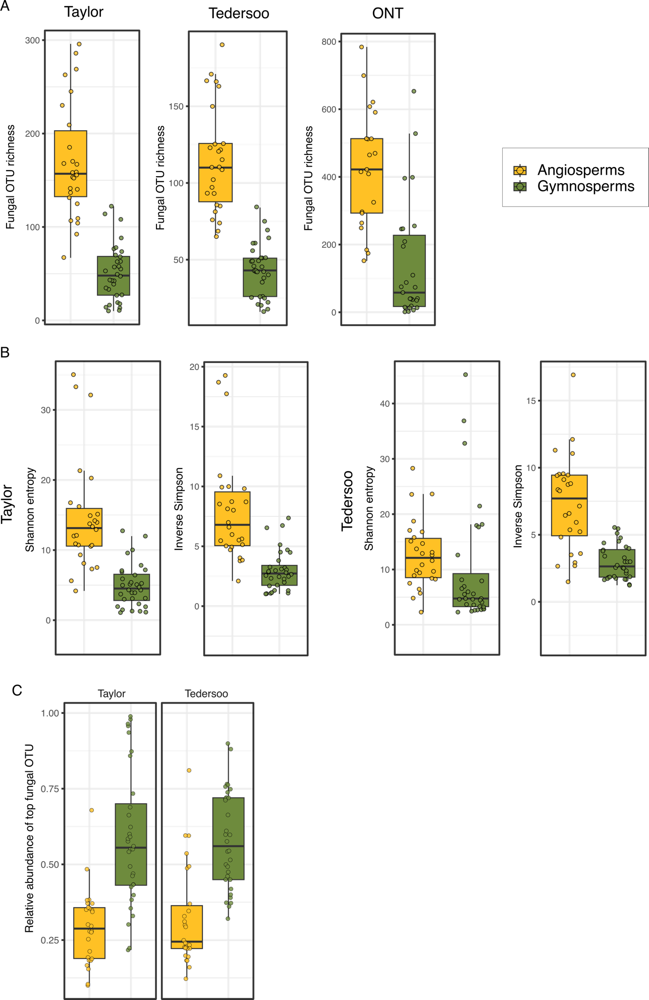 A
Taylor
Tedersoo
ONT
Fungal OTU richness
300
200
100
0
Fungal OTU richness
150
100
50
Fungal OTU richness
800
600
400
200
0
Angiosperms
Gymnosperms
B
Taylor
Shannon entropy
30
20
10
0
Inverse Simpson
20
15
10
5
0
Tedersoo
Shannon entropy
40
30
20
10
0
Inverse Simpson
15
10
5
0
C
Taylor
Tedersoo
Relative abundance of top fungal OTU
1.00
0.75
0.50
0.25